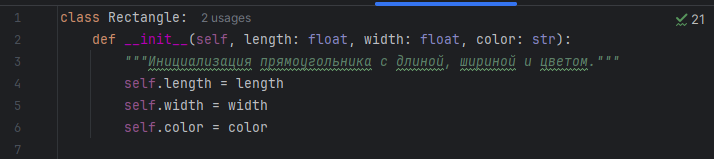 1 class Rectangle: 2 usages 21
2 def __init__(self, length: float, width: float, color: str):
3 """Инициализация прямоугольника с длиной, шириной и цветом."""
4 self.length = length
5 self.width = width
6 self.color = color
7